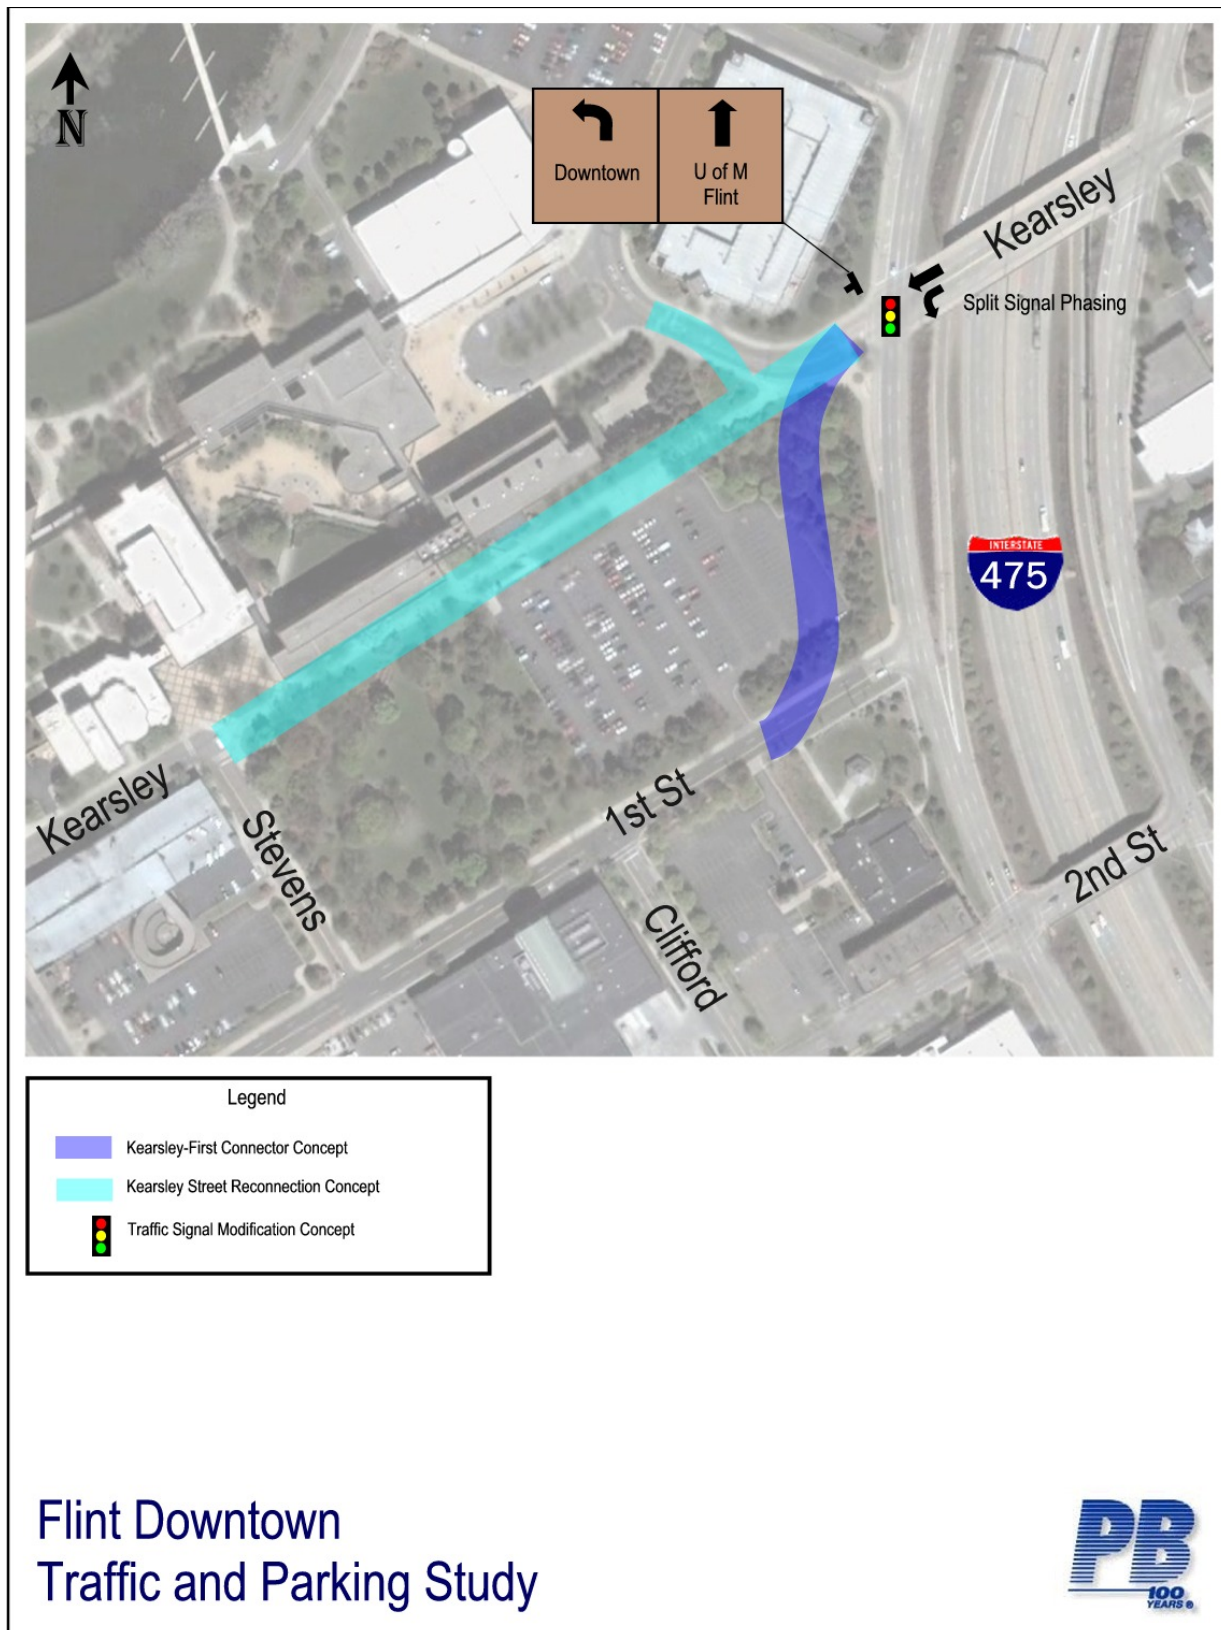 N
Downtown
U of M
Flint
Kearsley
Split Signal Phasing
INTERSTATE
475
Kearsley
Stevens
1st St
Clifford
2nd St
Legend
Kearsley-First Connector Concept
Kearsley Street Reconnection Concept
Traffic Signal Modification Concept
Flint Downtown
Traffic and Parking Study
PB
100
YEARS ®